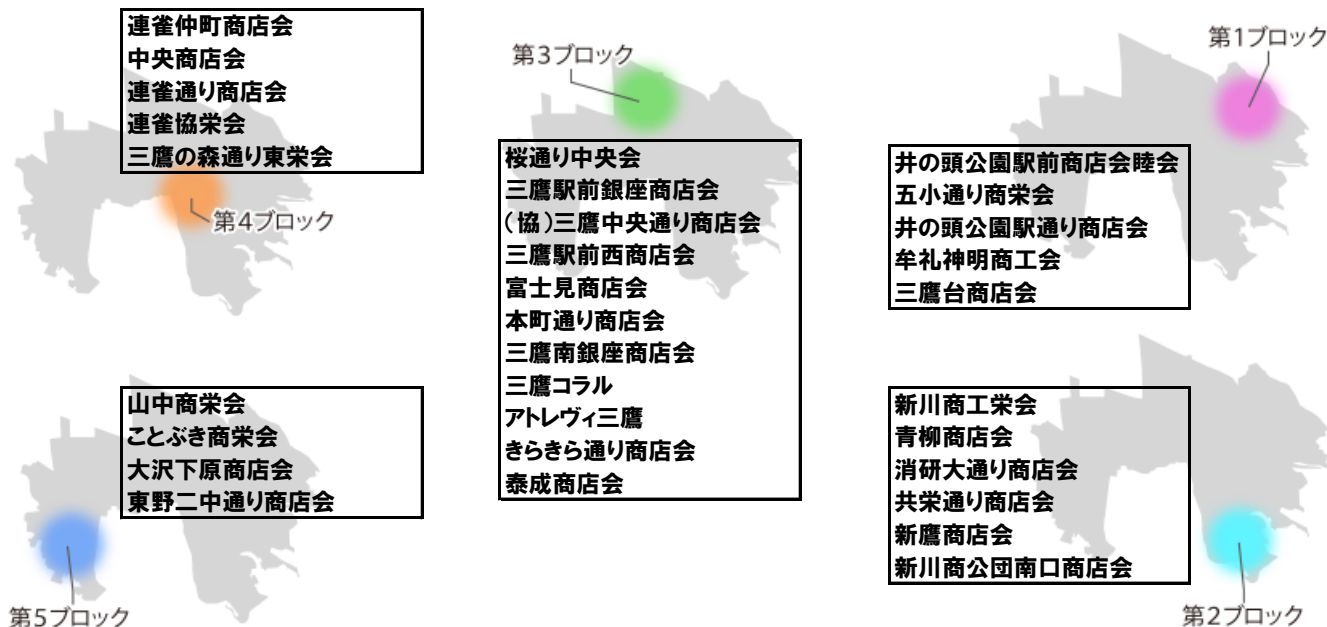 連雀仲町商店会
中央商店会
連雀通り商店会
連雀協栄会
三鷹の森通り東栄会
第4ブロック
第3ブロック
桜通り中央会
三鷹駅前銀座商店会
（協）三鷹中央通り商店会
三鷹駅前西商店会
富士見商店会
本町通り商店会
三鷹南銀座商店会
三鷹コラル
アトレヴィ三鷹
きらきら通り商店会
泰成商店会
第1ブロック
井の頭公園駅前商店会睦会
五小通り商栄会
井の頭公園駅通り商店会
牟礼神明商工会
三鷹台商店会
山中商栄会
ことぶき商栄会
大沢下原商店会
東野二中通り商店会
第5ブロック
新川商工栄会
青柳商店会
消研大通り商店会
共栄通り商店会
新鷹商店会
新川商公団南口商店会
第2ブロック